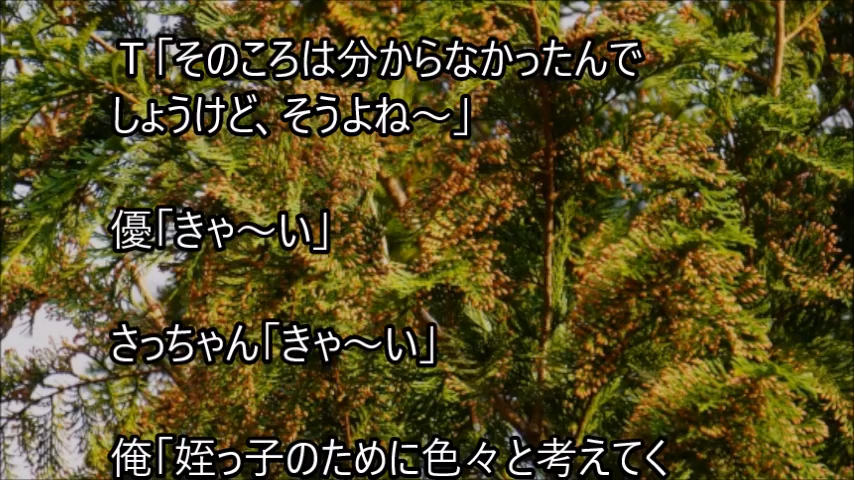 T「そのころは分からなかったんで
しょうけど、そうよね～」
優「きゃ～い」
さっちゃん「きゃ～い」
俺「姪っ子のために色々と考えてく